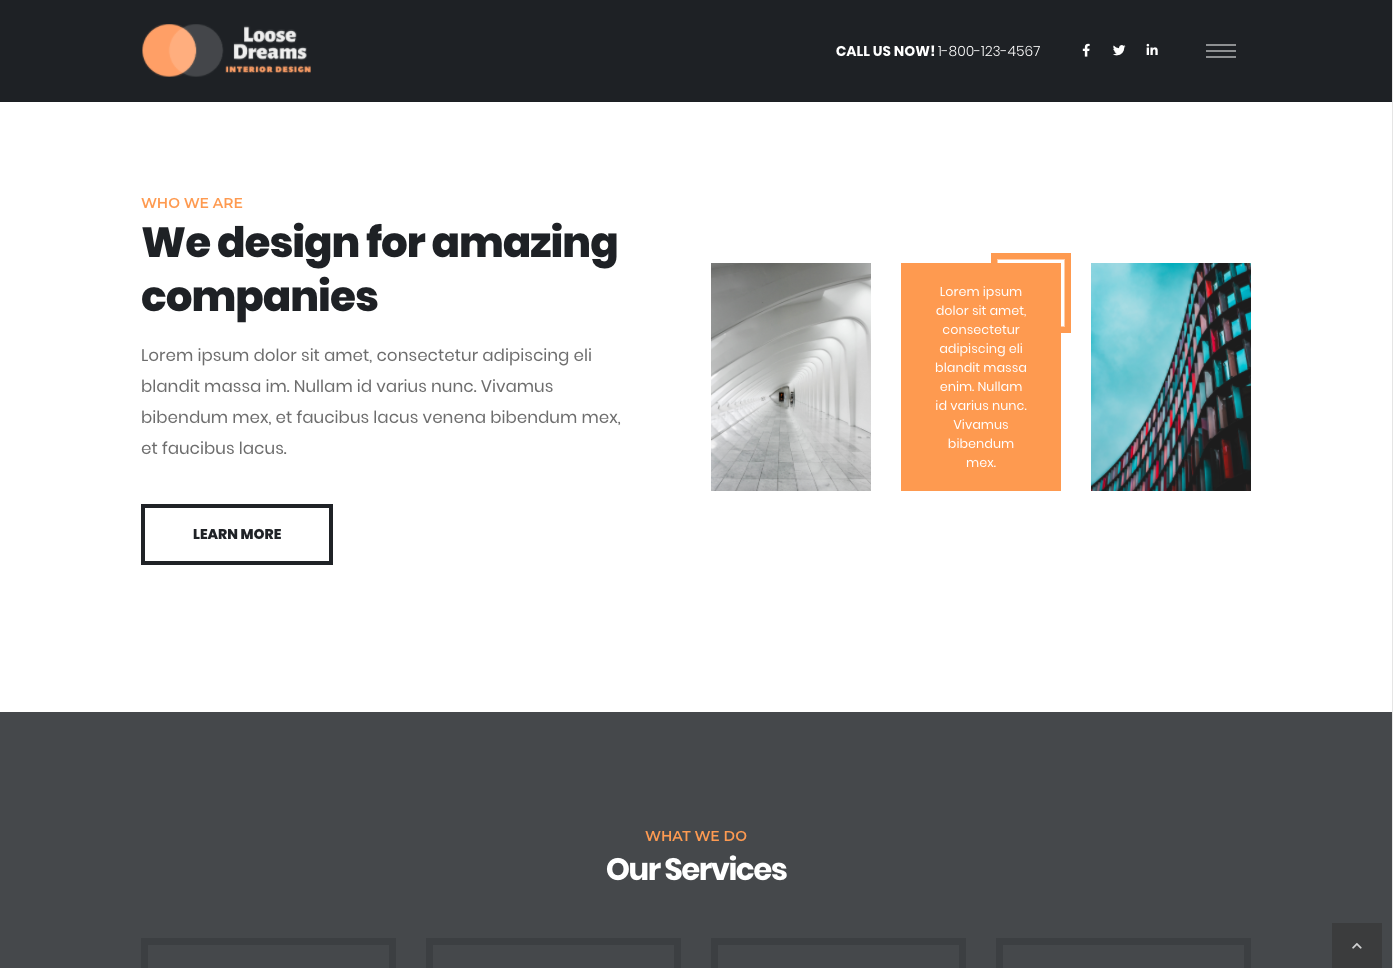 Loose
Dreams
INTERIOR DESIGN
CALL US NOW! 1-800-123-4567
WHO WE ARE
We design for amazing
companies
Lorem ipsum dolor sit amet, consectetur adipiscing eli
blandit massa im. Nullam id varius nunc. Vivamus
bibendum mex, et faucibus lacus venena bibendum mex,
et faucibus lacus.
LEARN MORE
Lorem ipsum
dolor sit amet,
consectetur
adipiscing eli
blandit massa
enim. Nullam
id varius nunc.
Vivamus
bibendum
mex.
WHAT WE DO
Our Services